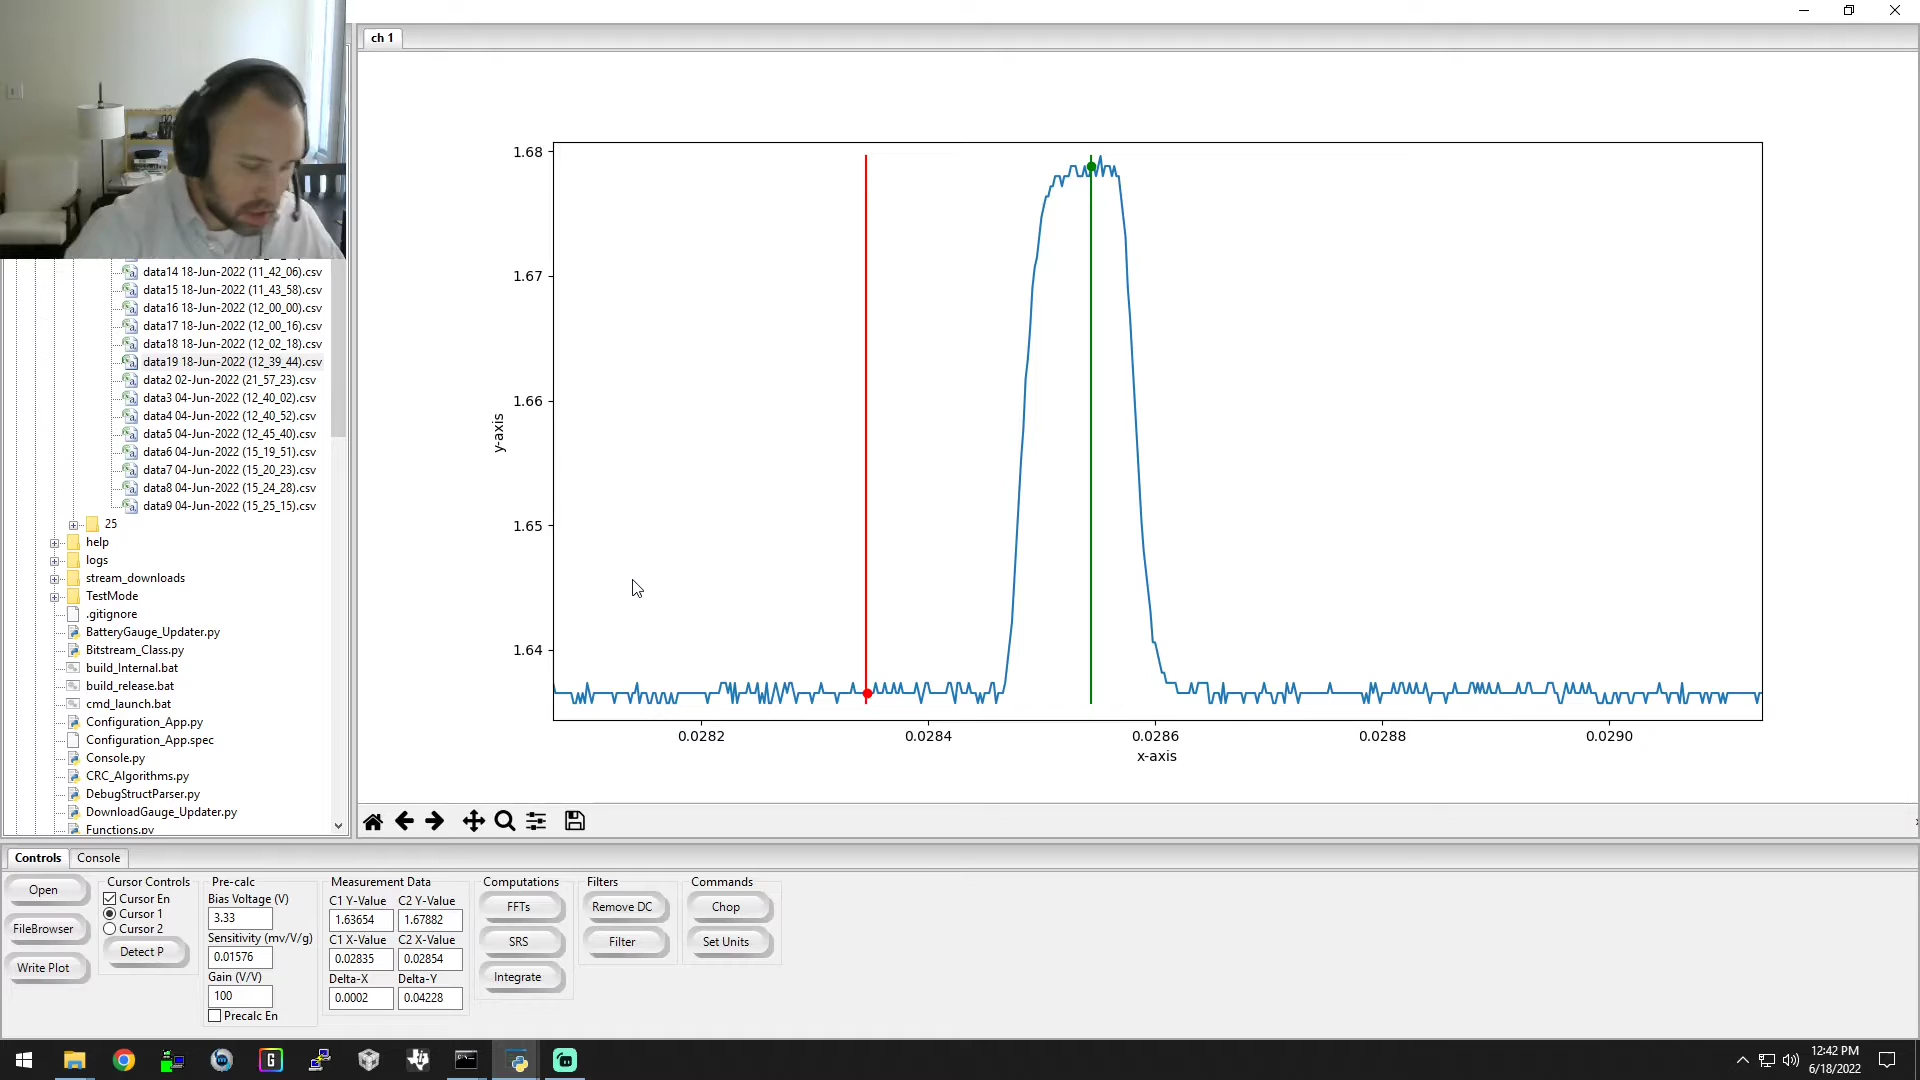 ch 1
1.68
1.67
1.66
1.65
1.64
y-axis
0.0282
0.0284
0.0286
0.0288
0.0290
x-axis
data14 18-Jun-2022 (11_42_06).csv
data15 18-Jun-2022 (11_43_58).csv
data16 18-Jun-2022 (12_00_00).csv
data17 18-Jun-2022 (12_00_16).csv
data18 18-Jun-2022 (12_02_18).csv
data19 18-Jun-2022 (12_39_44).csv
data2 02-Jun-2022 (21_57_23).csv
data3 04-Jun-2022 (12_40_02).csv
data4 04-Jun-2022 (12_40_52).csv
data5 04-Jun-2022 (12_45_40).csv
data6 04-Jun-2022 (15_19_51).csv
data7 04-Jun-2022 (15_20_23).csv
data8 04-Jun-2022 (15_24_28).csv
data9 04-Jun-2022 (15_25_15).csv
25
help
logs
stream_downloads
TestMode
.gitignore
BatteryGauge_Updater.py
Bitstream_Class.py
build_Internal.bat
build_release.bat
cmd_launch.bat
Configuration_App.py
Configuration_App.spec
Console.py
CRC_Algorithms.py
DebugStructParser.py
DownloadGauge_Updater.py
Functions.py
Controls Console
Open
FileBrowser
Write Plot
Cursor Controls
Cursor En
Cursor 1
Cursor 2
Detect P
Pre-calc
Bias Voltage (V)
3.33
Sensitivity (mv/V/g)
0.01576
Gain (V/V)
100
Precalc En
Measurement Data
C1 Y-Value C2 Y-Value
1.63654 1.67882
C1 X-Value C2 X-Value
0.02835 0.02854
Delta-X Delta-Y
0.0002 0.04228
Computations
FFTs
SRS
Integrate
Filters
Remove DC
Filter
Commands
Chop
Set Units
12:42 PM
6/18/2022